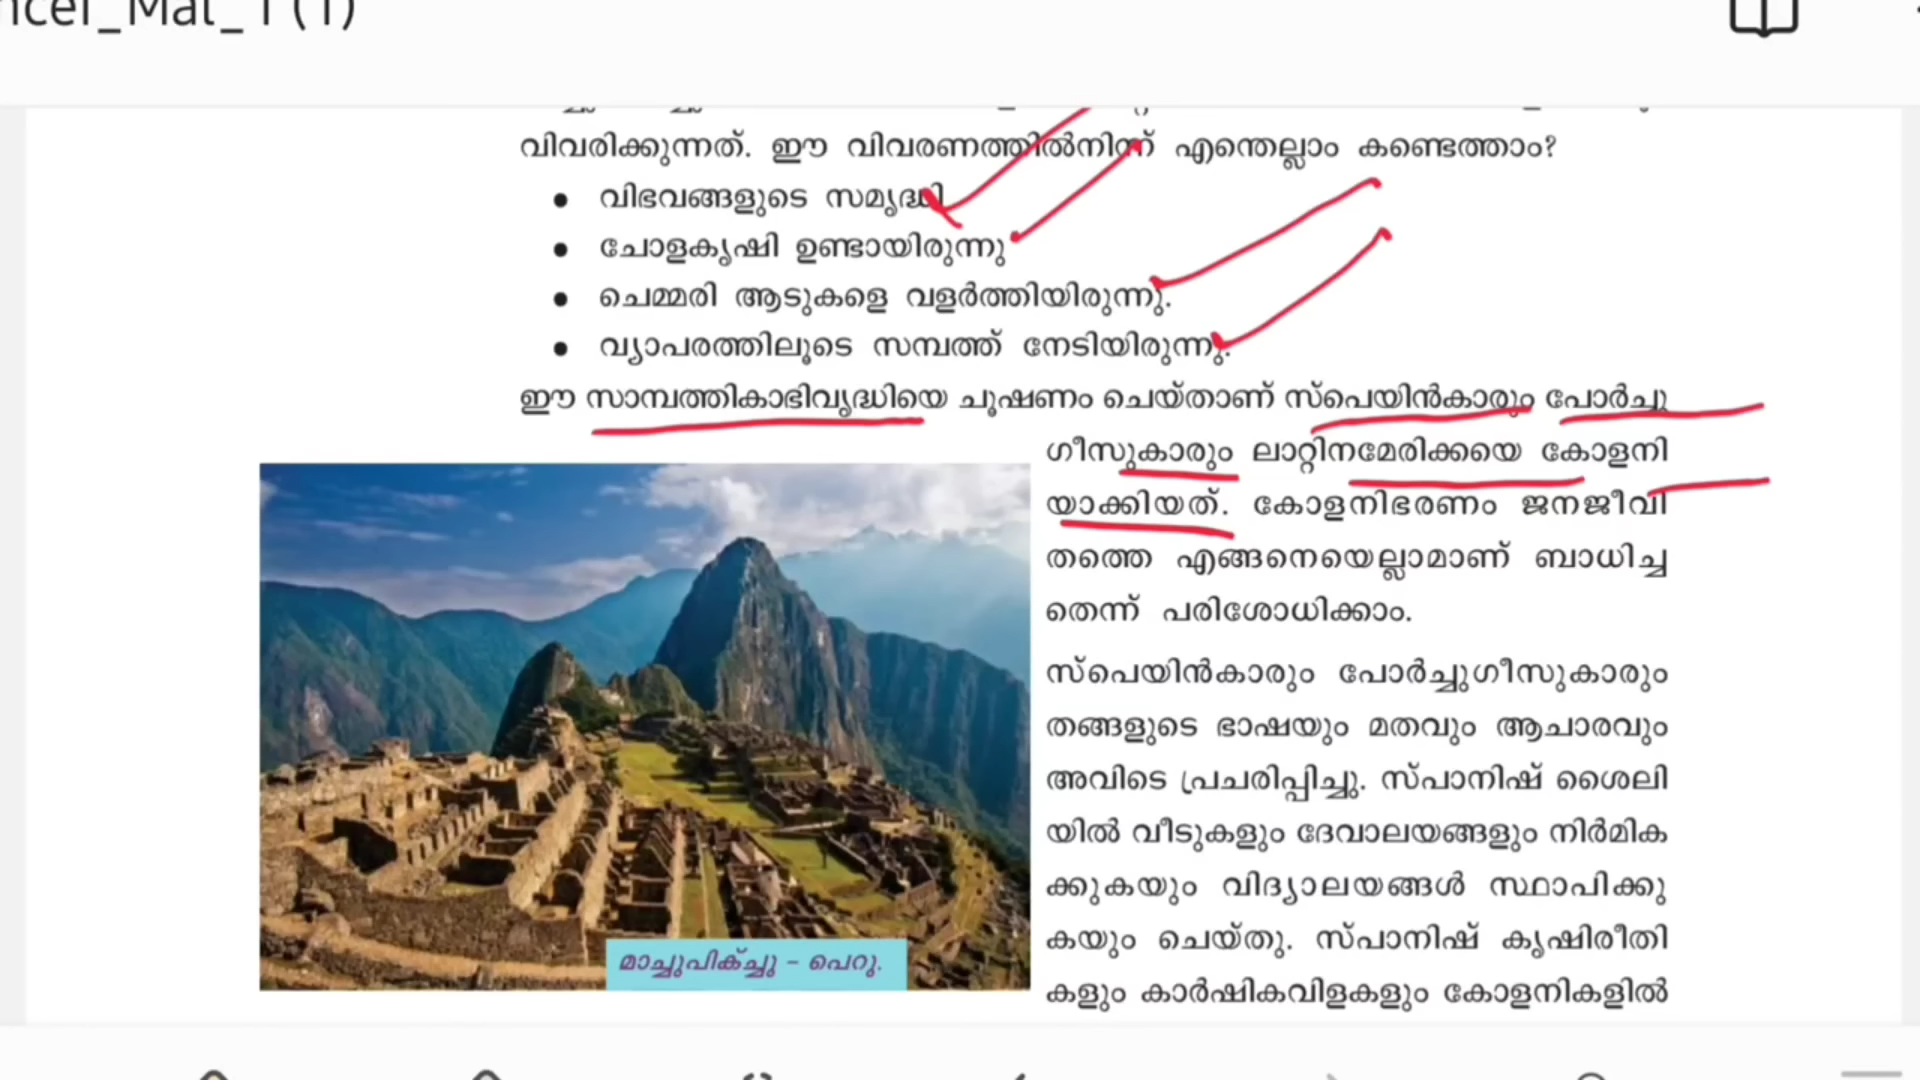 വിവരിക്കുന്നത്. ഈ വിവരണത്തിൽനിന്ന് എന്തെല്ലാം കണ്ടെത്താം?
• വിഭവങ്ങളുടെ സമൃദ്ധി
• ചോളകൃഷി ഉണ്ടായിരുന്നു
• ചെമ്മരി ആടുകളെ വളർത്തിയിരുന്നു.
• വ്യാപരത്തിലൂടെ സമ്പത്ത് നേടിയിരുന്നു.
ഈ സാമ്പത്തികാഭിവൃദ്ധിയെ ചൂഷണം ചെയ്താണ് സ്പെയിൻകാരും പോർച്ചു
ഗീസുകാരും ലാറ്റിനമേരിക്കയെ കോളനി
യാക്കിയത്. കോളനിഭരണം ജനജീവി
തത്തെ എങ്ങനെയെല്ലാമാണ് ബാധിച്ച
തെന്ന് പരിശോധിക്കാം.
സ്പെയിൻകാരും പോർച്ചുഗീസുകാരും
തങ്ങളുടെ ഭാഷയും മതവും ആചാരവും
അവിടെ പ്രചരിപ്പിച്ചു. സ്പാനിഷ് ശൈലി
യിൽ വീടുകളും ദേവാലയങ്ങളും നിർമിക
ക്കുകയും വിദ്യാലയങ്ങൾ സ്ഥാപിക്കു
കയും ചെയ്തു. സ്പാനിഷ് കൃഷിരീതി
കളും കാർഷികവിളകളും കോളനികളിൽ
മാച്ചുപിക്ച്ചു – പെറു.